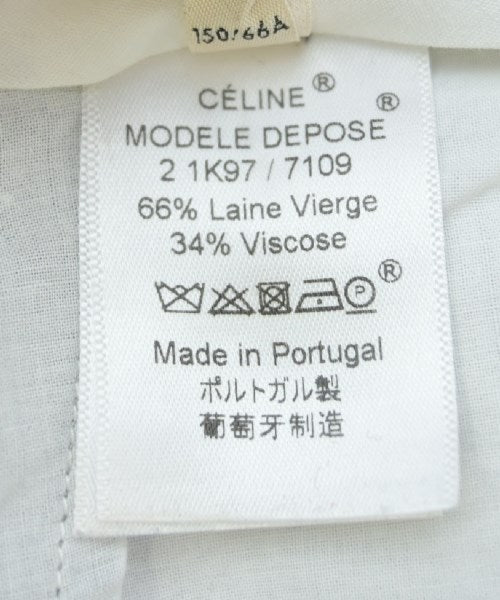 150/66A
CÉLINE®
MODELE DEPOSE®
2 1K97 / 7109
66% Laine Vierge
34% Viscose
P ®
Made in Portugal
ポルトガル製
葡萄牙制造